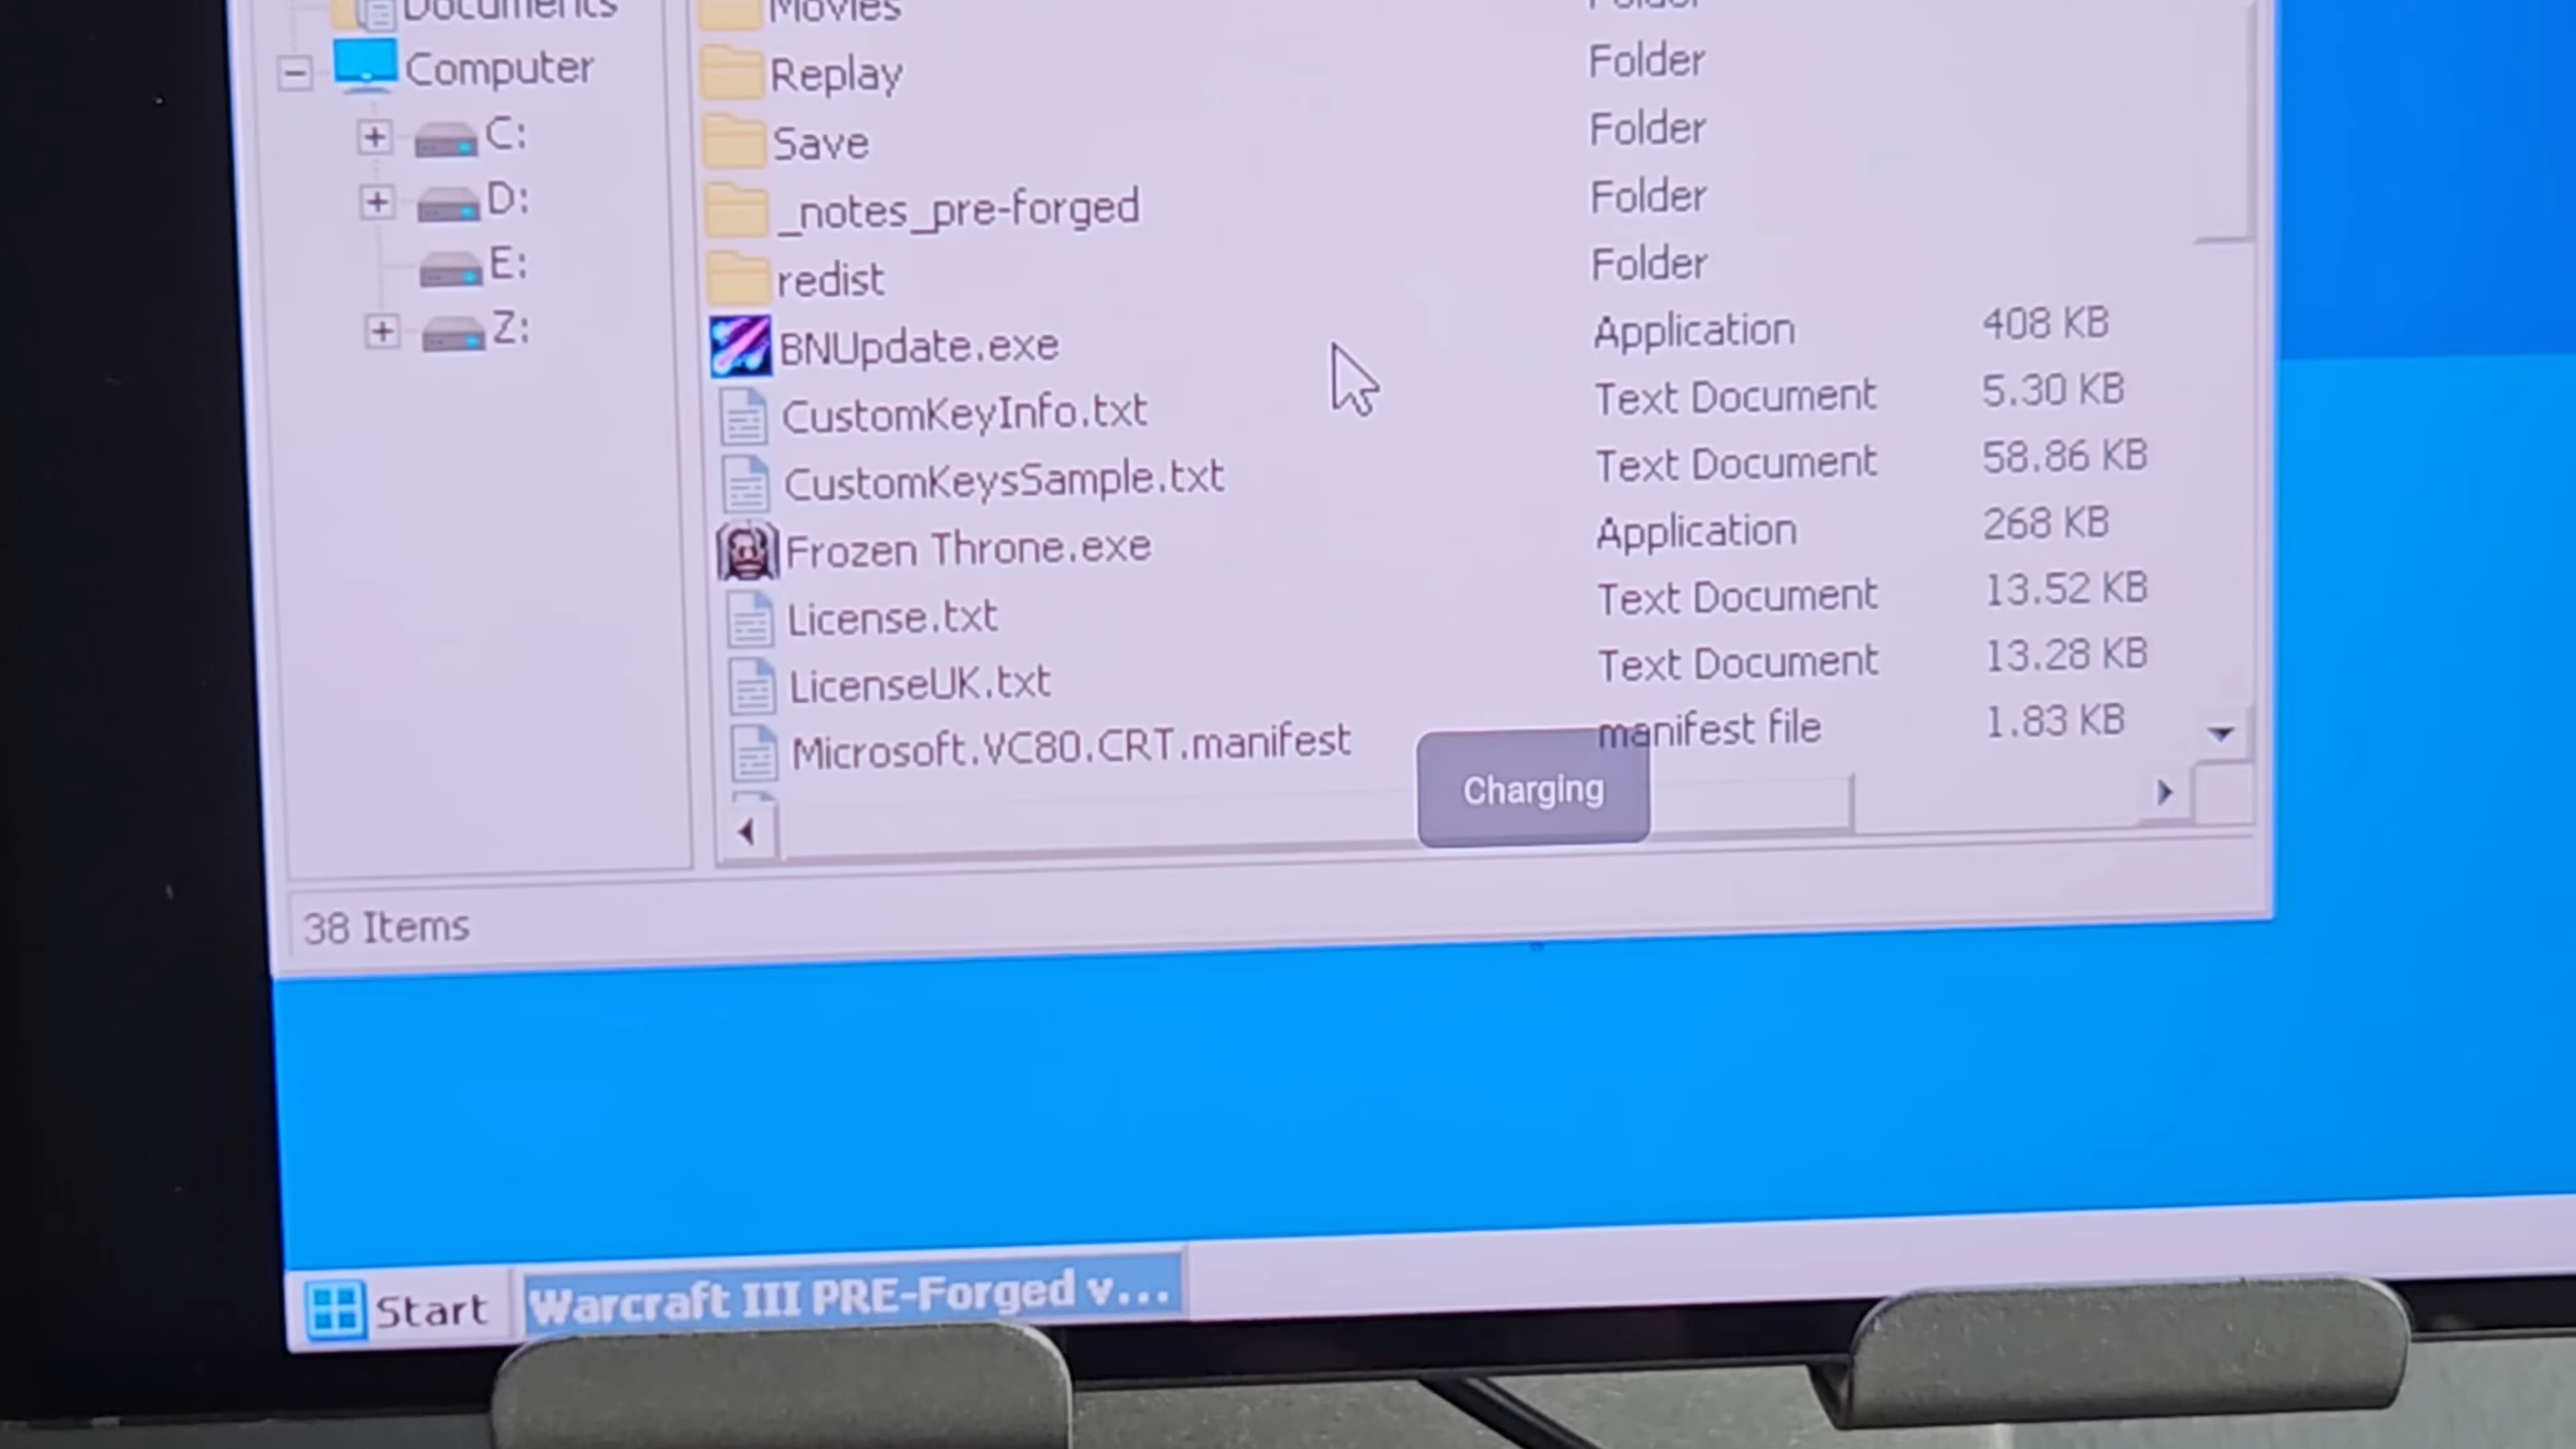 Documents
Computer
C:
D:
E:
Z:
Movies Folder
Replay Folder
Save Folder
_notes_pre-forged Folder
redist Folder
BNUpdate.exe Application 408 KB
CustomKeyInfo.txt Text Document 5.30 KB
CustomKeysSample.txt Text Document 58.86 KB
Frozen Throne.exe Application 268 KB
License.txt Text Document 13.52 KB
LicenseUK.txt Text Document 13.28 KB
Microsoft.VC80.CRT.manifest manifest file 1.83 KB
Charging
38 Items
Start
Warcraft III PRE-Forged v...